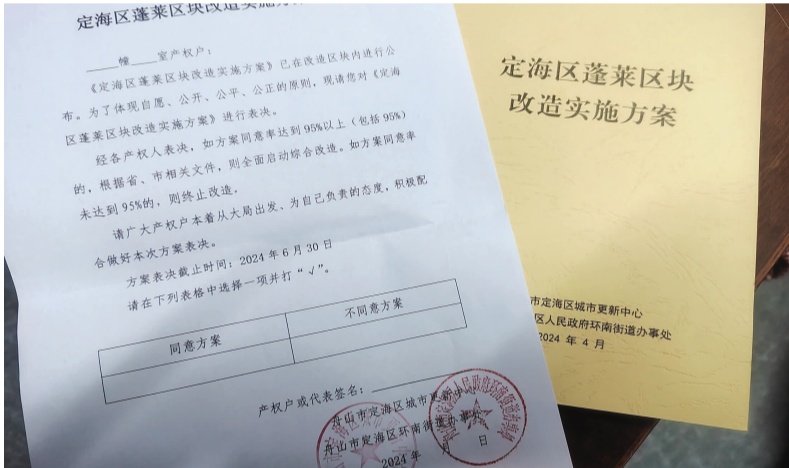 定海区蓬莱区块改造实施方案
____幢____室产权户：
《定海区蓬莱区块改造实施方案》已在改造区块内进行公
布。为了体现自愿、公开、公平、公正的原则，现请您对《定海
区蓬莱区块改造实施方案》进行表决。
经各产权人表决，如方案同意率达到95%以上（包括95%）
的，根据省、市相关文件，则全面启动综合改造。如方案同意率
未达到95%的，则终止改造。
请广大产权户本着从大局出发、为自己负责的态度，积极配
合做好本次方案表决。
方案表决截止时间：2024年6月30日
请在下列表格中选择一项并打“√”。
同意方案
不同意方案
产权户或代表签名：
舟山市定海区城市更新中心
舟山市定海区环南街道办事处
2024年 月 日
定海区蓬莱区块
改造实施方案
市定海区城市更新中心
区人民政府环南街道办事处
2024 年 4 月